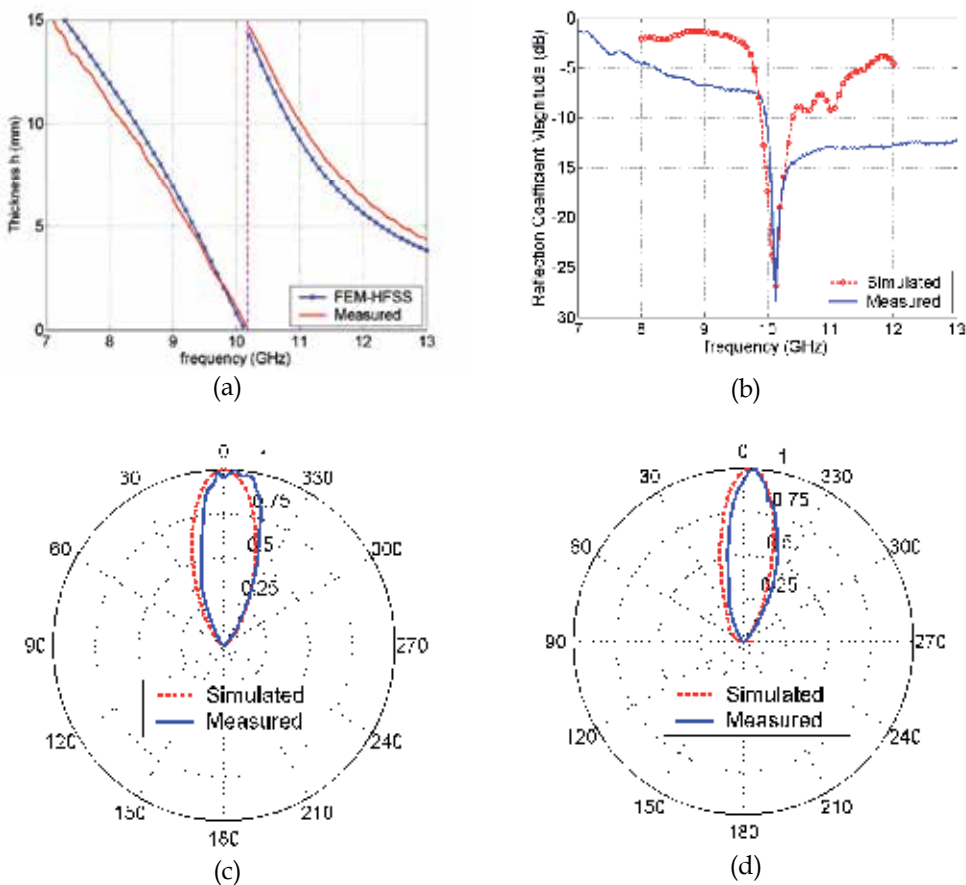 15
10
5
0
Thickness h (mm)
FEM-HFSS
Measured
7 8 9 10 11 12 13
frequency (GHz)
(a)
0
-5
-10
-15
-20
-25
30
Reflection Coefficient Magnitude (dB)
Simulated
Measured
7 8 9 10 11 12 13
frequency (GHz)
(b)
0
30 330
0.75
60 300
0.5
0.25
90 270
Simulated
Measured
120 240
150 210
180
(c)
0 1
30 330
0.75
60 300
0.5
0.25
90 270
Simulated
Measured
120 240
150 210
180
(d)